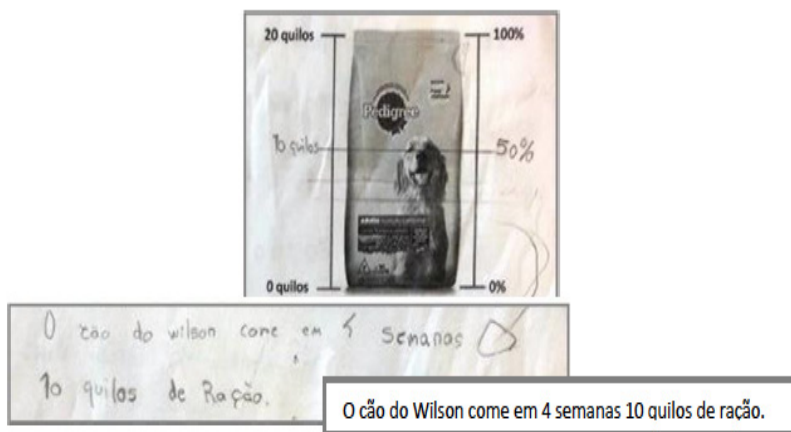 20 quilos
100%
Pedigree
10 quilos
50%
0 quilos
0%
O cão do wilson come em 4 semanas
10 quilos de Ração.
O cão do Wilson come em 4 semanas 10 quilos de ração.